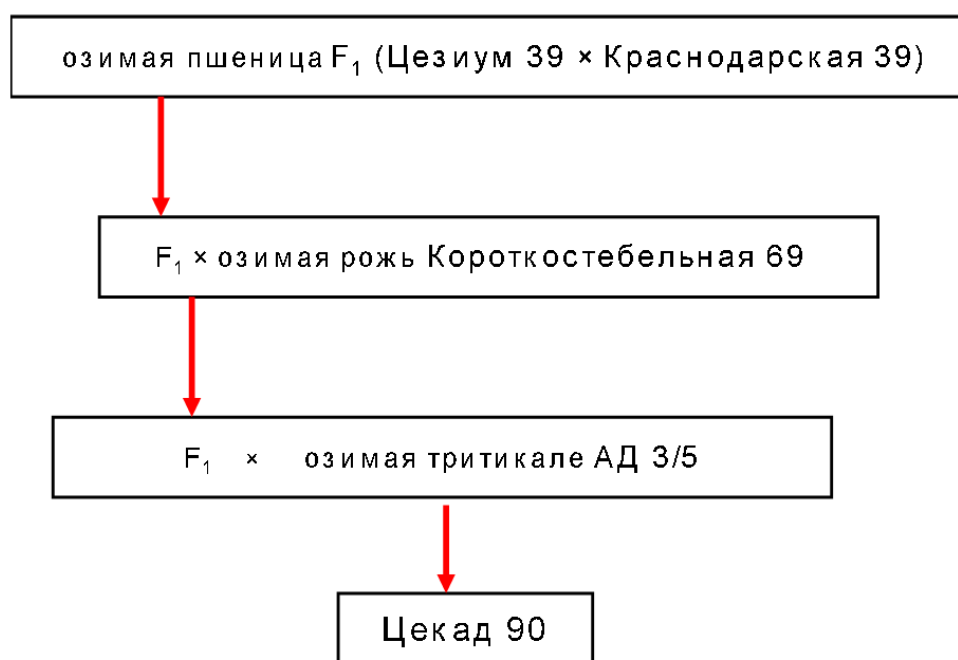 озимая пшеница F₁ (Цезиум 39 × Краснодарская 39)
F₁ × озимая рожь Короткостебельная 69
F₁ × озимая тритикале АД 3/5
Цекад 90